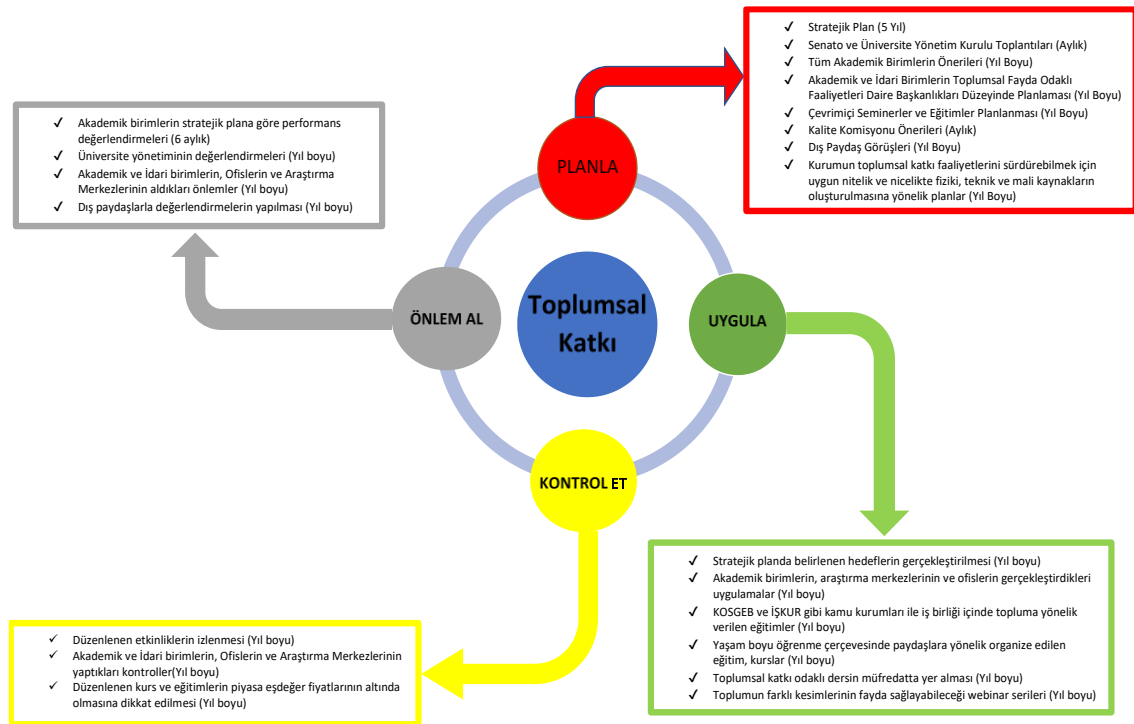 ✓ Stratejik Plan (5 Yıl)
✓ Senato ve Üniversite Yönetim Kurulu Toplantıları (Aylık)
✓ Tüm Akademik Birimlerin Önerileri (Yıl Boyu)
✓ Akademik ve İdari Birimlerin Toplumsal Fayda Odaklı
Faaliyetleri Daire Başkanlıkları Düzeyinde Planlaması (Yıl Boyu)
✓ Çevrimiçi Seminerler ve Eğitimler Planlanması (Yıl Boyu)
✓ Kalite Komisyonu Önerileri (Aylık)
✓ Dış Paydaş Görüşleri (Yıl Boyu)
✓ Kurumun toplumsal katkı faaliyetlerini sürdürebilmek için
uygun nitelik ve nicelikte fiziki, teknik ve mali kaynakların
oluşturulmasına yönelik planlar (Yıl Boyu)
✓ Akademik birimlerin stratejik plana göre performans
değerlendirmeleri (6 aylık)
✓ Üniversite yönetiminin değerlendirmeleri (Yıl boyu)
✓ Akademik ve İdari birimlerin, Ofislerin ve Araştırma
Merkezlerinin aldıkları önlemler (Yıl boyu)
✓ Dış paydaşlarla değerlendirmelerin yapılması (Yıl boyu)
PLANLA
ÖNLEM AL
Toplumsal
Katkı
UYGULA
KONTROL ET
✓ Stratejik planda belirlenen hedeflerin gerçekleştirilmesi (Yıl boyu)
✓ Akademik birimlerin, araştırma merkezlerinin ve ofislerin gerçekleştirdikleri
uygulamalar (Yıl boyu)
✓ KOSGEB ve İŞKUR gibi kamu kurumları ile iş birliği içinde topluma yönelik
verilen eğitimler (Yıl boyu)
✓ Yaşam boyu öğrenme çerçevesinde paydaşlara yönelik organize edilen
eğitim, kurslar (Yıl boyu)
✓ Toplumsal katkı odaklı dersin müfredatta yer alması (Yıl boyu)
✓ Toplumun farklı kesimlerinin fayda sağlayabileceği webinar serileri (Yıl boyu)
✓ Düzenlenen etkinliklerin izlenmesi (Yıl boyu)
✓ Akademik ve İdari birimlerin, Ofislerin ve Araştırma Merkezlerinin
yaptıkları kontroller(Yıl boyu)
✓ Düzenlenen kurs ve eğitimlerin piyasa eşdeğer fiyatlarının altında
olmasına dikkat edilmesi (Yıl boyu)